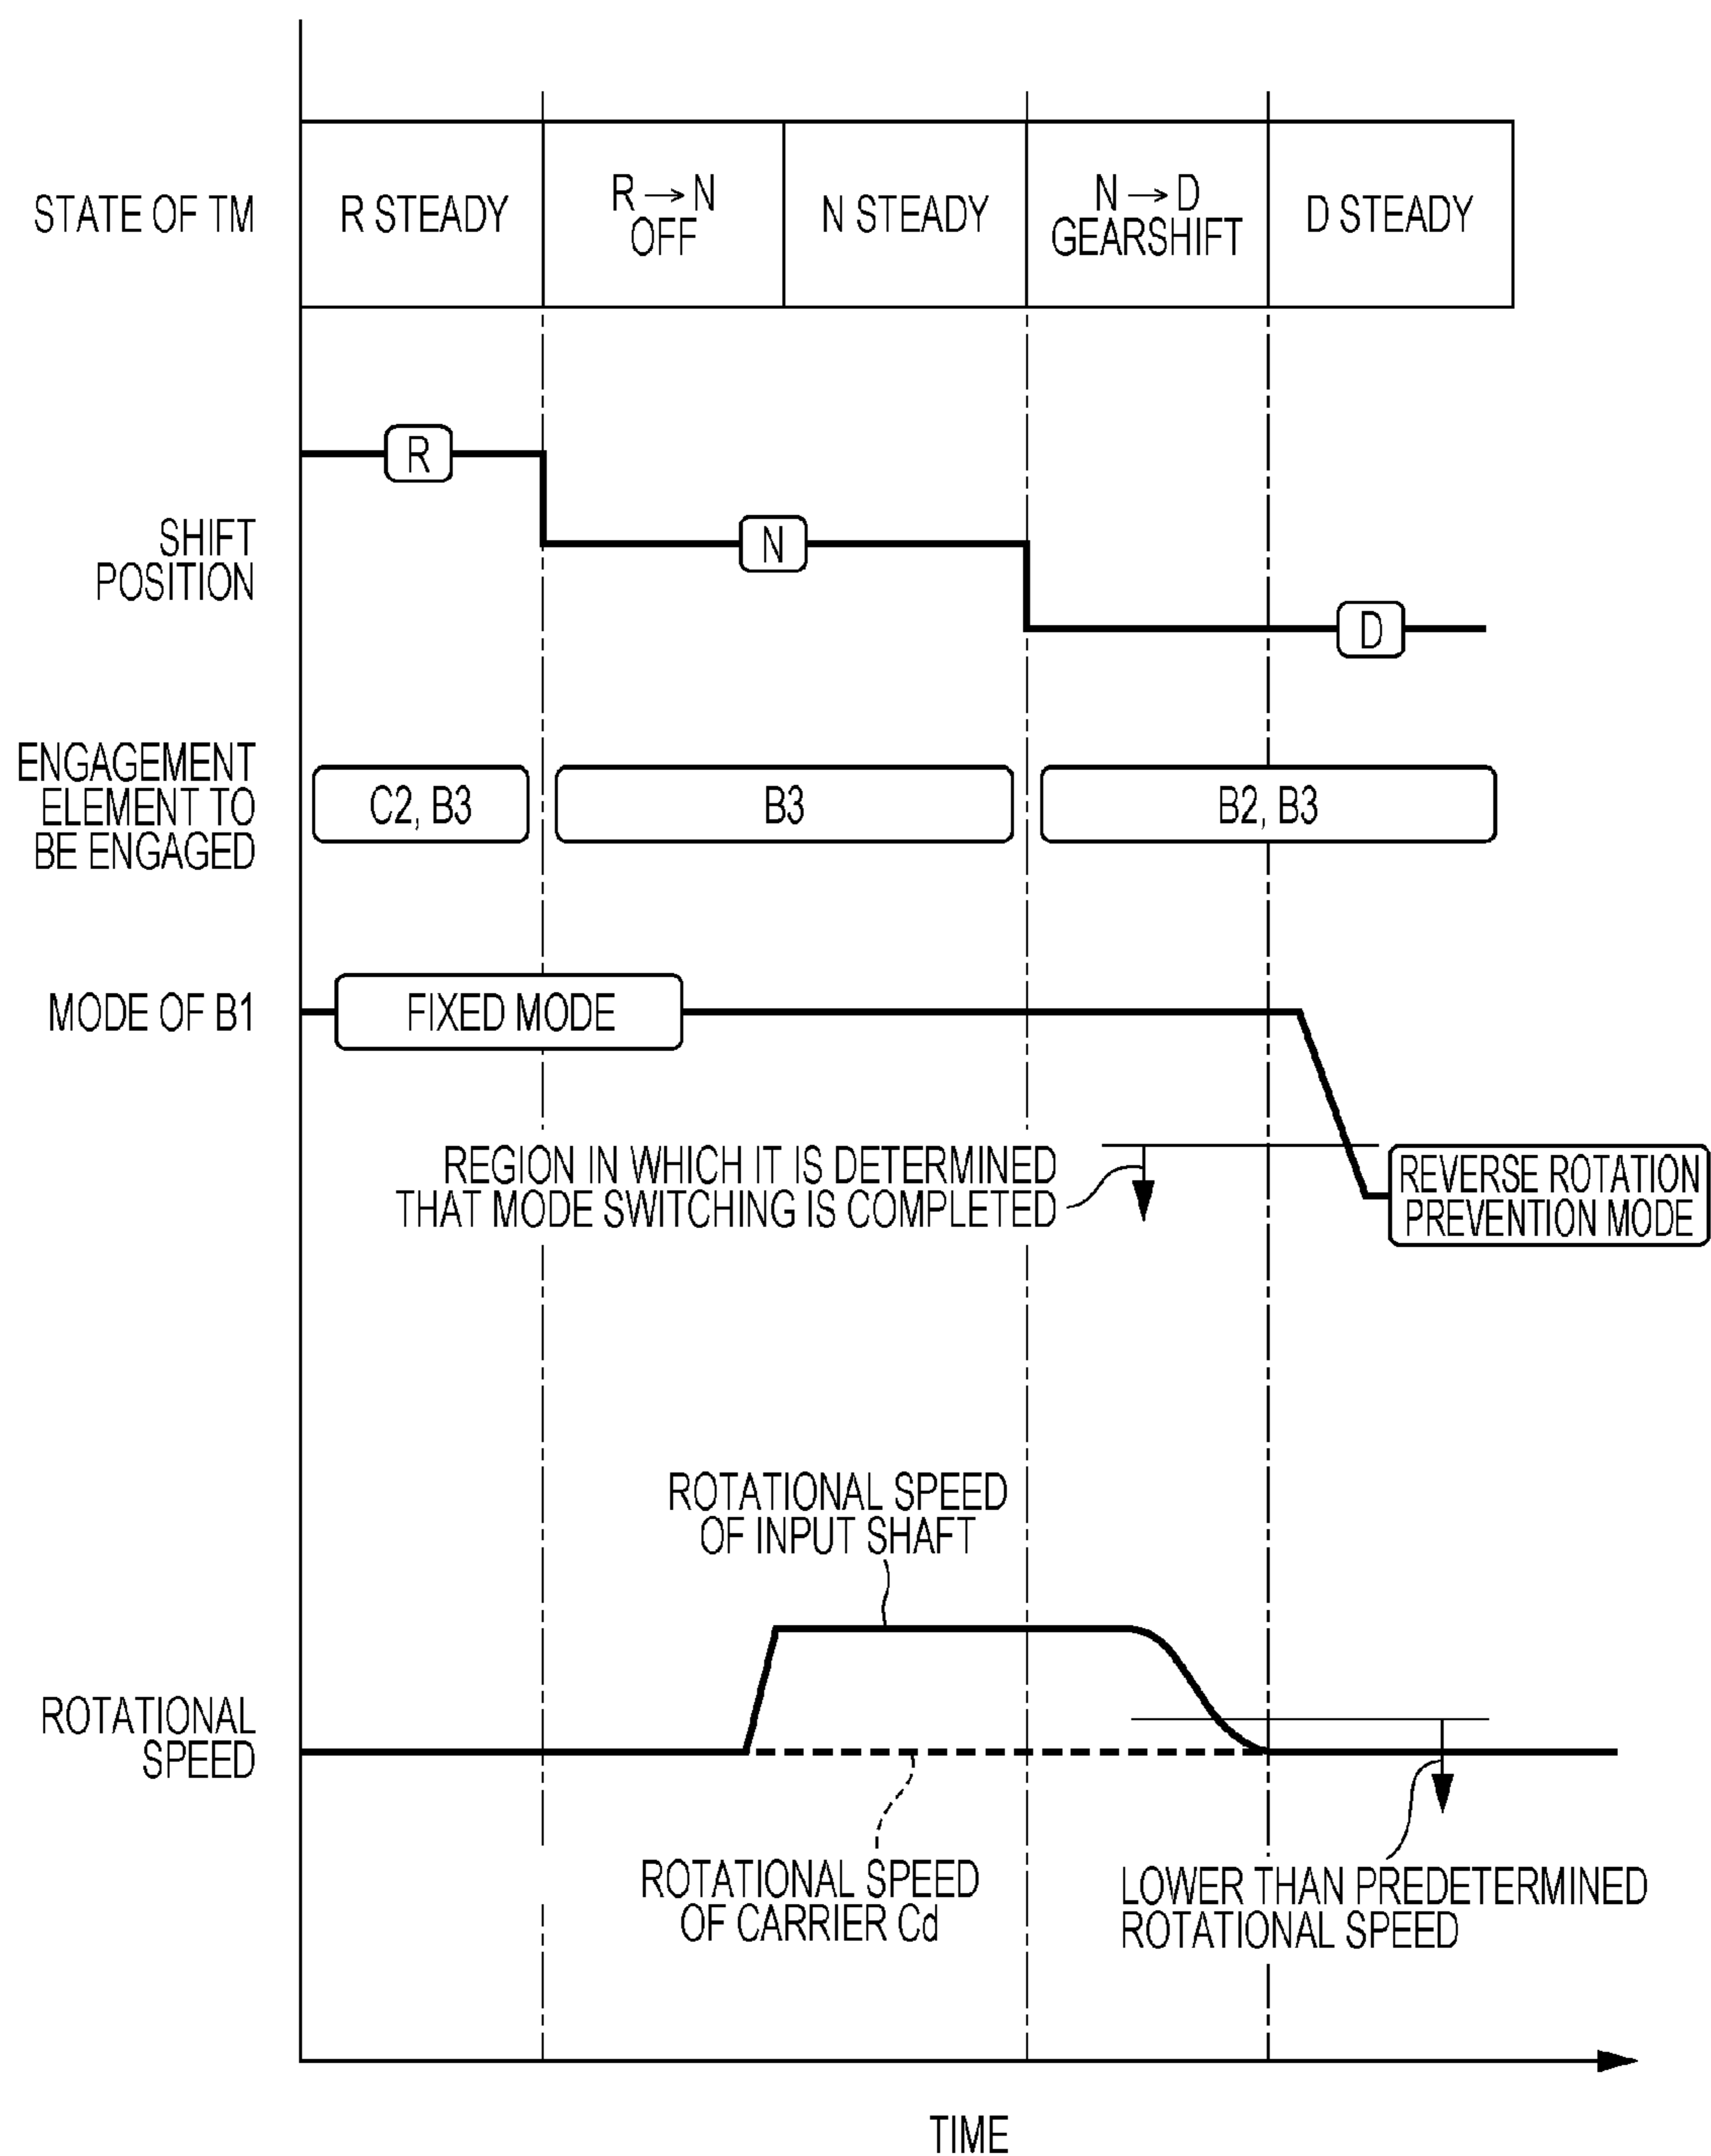 STATE OF TM
R STEADY
R→N
OFF
N STEADY
N→D
GEARSHIFT
D STEADY
R
SHIFT
POSITION
N
D
ENGAGEMENT
ELEMENT TO
BE ENGAGED
C2, B3
B3
B2, B3
MODE OF B1
FIXED MODE
REGION IN WHICH IT IS DETERMINED
THAT MODE SWITCHING IS COMPLETED
REVERSE ROTATION
PREVENTION MODE
ROTATIONAL SPEED
OF INPUT SHAFT
ROTATIONAL
SPEED
ROTATIONAL SPEED
OF CARRIER Cd
LOWER THAN PREDETERMINED
ROTATIONAL SPEED
TIME